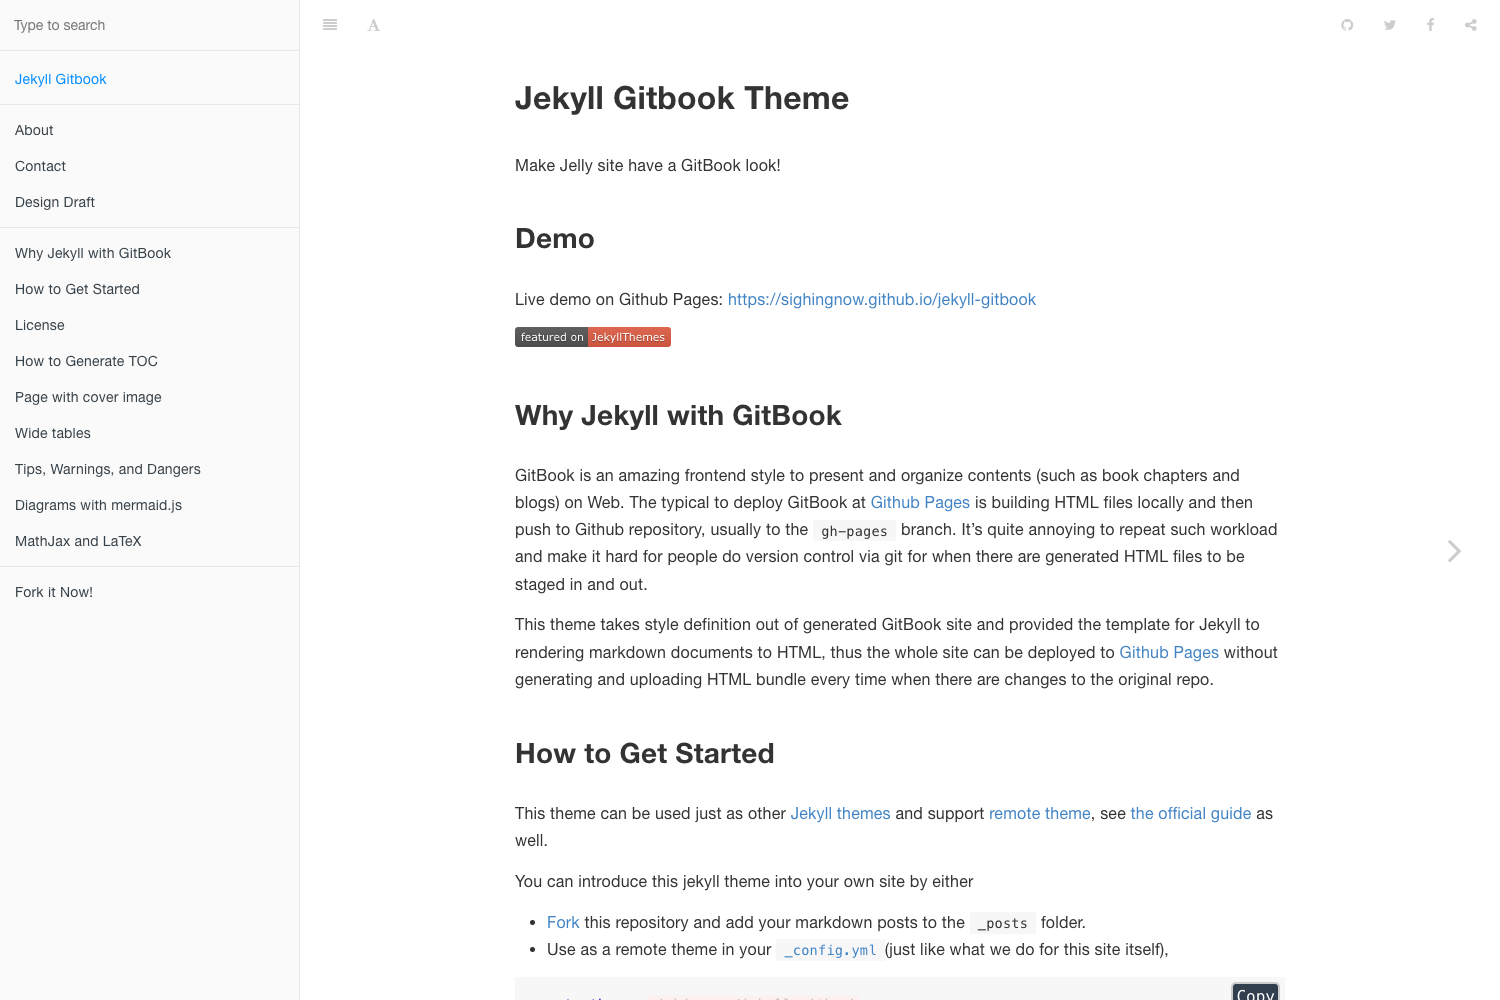 Type to search
Jekyll Gitbook
About
Contact
Design Draft
Why Jekyll with GitBook
How to Get Started
License
How to Generate TOC
Page with cover image
Wide tables
Tips, Warnings, and Dangers
Diagrams with mermaid.js
MathJax and LaTeX
Fork it Now!
A
Jekyll Gitbook Theme
Make Jelly site have a GitBook look!
Demo
Live demo on Github Pages: https://sighingnow.github.io/jekyll-gitbook
featured on JekyllThemes
Why Jekyll with GitBook
GitBook is an amazing frontend style to present and organize contents (such as book chapters and
blogs) on Web. The typical to deploy GitBook at Github Pages is building HTML files locally and then
push to Github repository, usually to the gh-pages branch. It’s quite annoying to repeat such workload
and make it hard for people do version control via git for when there are generated HTML files to be
staged in and out.
This theme takes style definition out of generated GitBook site and provided the template for Jekyll to
rendering markdown documents to HTML, thus the whole site can be deployed to Github Pages without
generating and uploading HTML bundle every time when there are changes to the original repo.
How to Get Started
This theme can be used just as other Jekyll themes and support remote theme, see the official guide as
well.
You can introduce this jekyll theme into your own site by either
• Fork this repository and add your markdown posts to the _posts folder.
• Use as a remote theme in your _config.yml (just like what we do for this site itself),
Copy